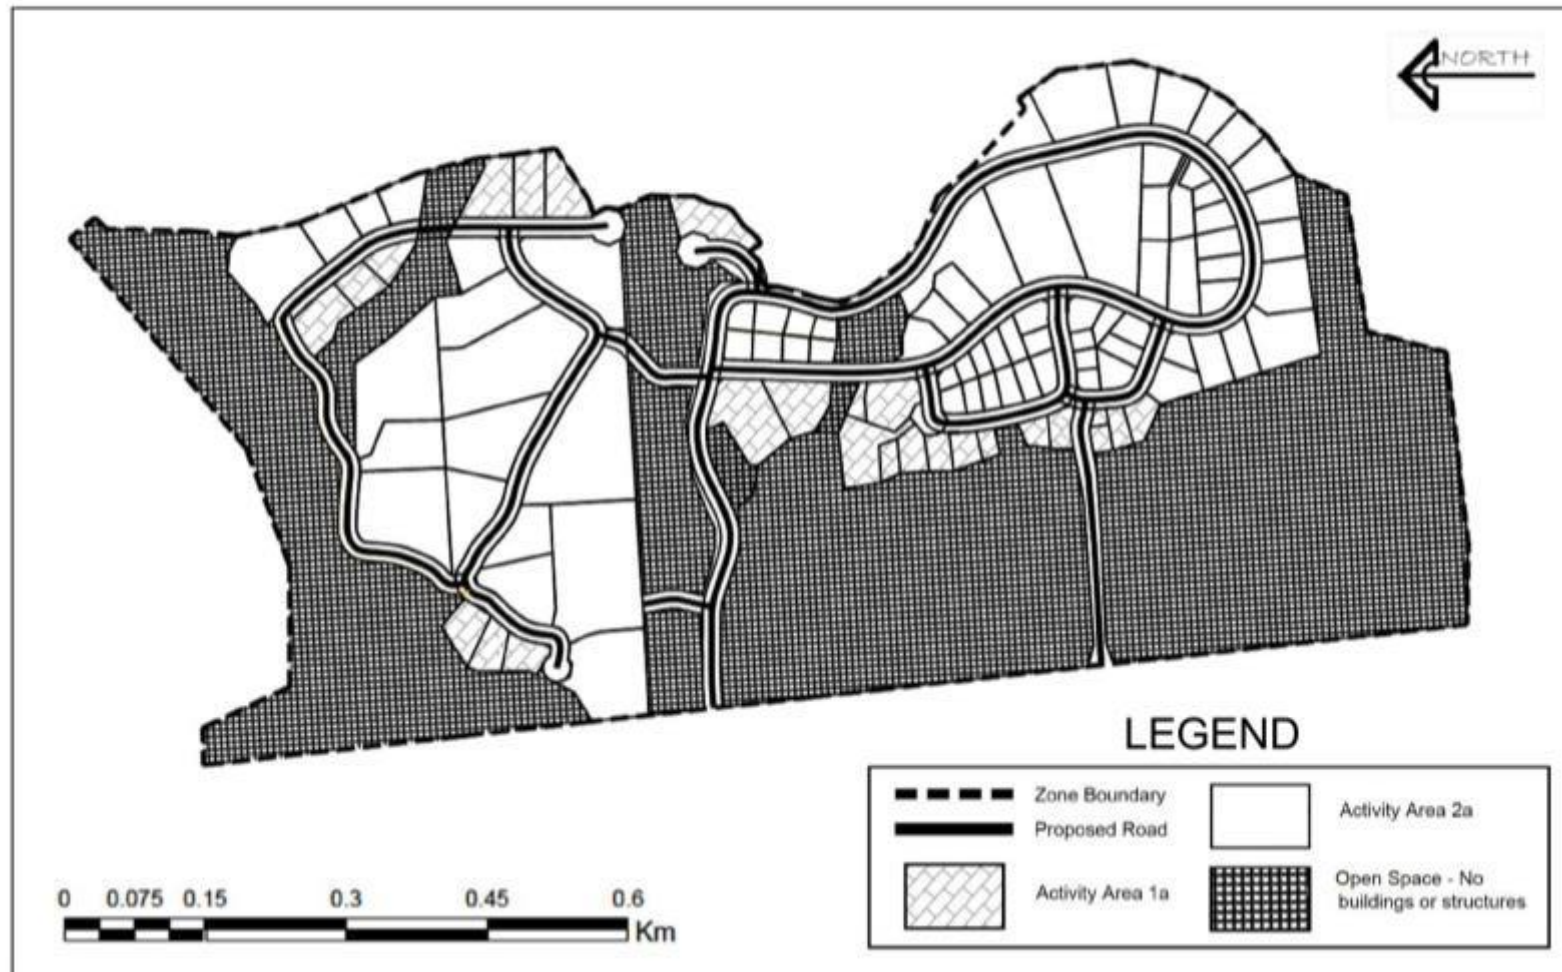 NORTH
LEGEND
Zone Boundary
Proposed Road
Activity Area 1a
Activity Area 2a
Open Space - No
buildings or structures
0 0.075 0.15 0.3 0.45 0.6
Km